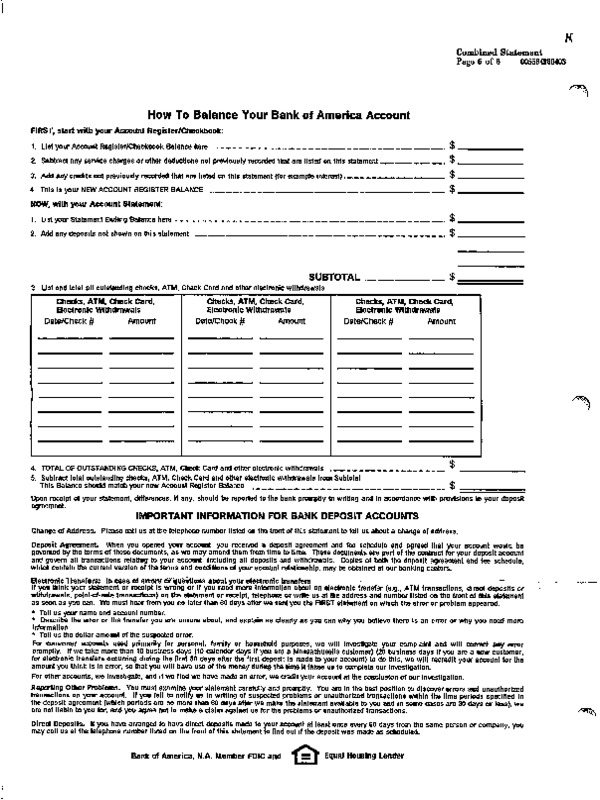 Combined Statement
Page 6 of 6
How To Balance Your Bank of America Account
FIRST, start with your Account Register/Checkbook:
1. List your Account Register/Checkbook Balance here $
2. Subtract any service charges or other deductions not previously recorded that are listed on this statement $
3. Add any credits not previously recorded that are listed on this statement (for example interest) $
4. This is your NEW ACCOUNT REGISTER BALANCE $
NOW, with your Account Statement:
1. List your Statement Ending Balance here $
2. Add any deposits not shown on this statement $
SUBTOTAL $
3. List and total all outstanding checks, ATM, Check Card and other electronic withdrawals
Checks, ATM, Check Card, Checks, ATM, Check Card, Checks, ATM, Check Card,
Electronic Withdrawals Electronic Withdrawals Electronic Withdrawals
Date/Check # Amount Date/Check # Amount Date/Check # Amount
4. TOTAL OF OUTSTANDING CHECKS, ATM, Check Card and other electronic withdrawals $
5. Subtract total outstanding checks, ATM, Check Card and other electronic withdrawals from Subtotal
This Balance should match your new Account Register Balance $
Upon receipt of your statement, differences, if any, should be reported to the bank promptly in writing and in accordance with provisions in your deposit
agreement.
IMPORTANT INFORMATION FOR BANK DEPOSIT ACCOUNTS
Change of Address. Please call us at the telephone number listed on the front of this statement to tell us about a change of address.
Deposit Agreement. When you opened your account, you received a deposit agreement and fee schedule and agreed that your account would be
governed by the terms of these documents, as we may amend them from time to time. These documents are part of the contract for your deposit account
and govern all transactions relating to your account, including all deposits and withdrawals. Copies of both the deposit agreement and fee schedule,
which contain the current version of the terms and conditions of your account relationship, may be obtained at our banking centers.
Electronic Transfers: In case of errors or questions about your electronic transfers
If you think your statement or receipt is wrong or if you need more information about an electronic transfer (e.g., ATM transactions, direct deposits or
withdrawals, point-of-sale transactions) on the statement or receipt, telephone or write us at the address and number listed on the front of this statement
as soon as you can. We must hear from you no later than 60 days after we sent you the FIRST statement on which the error or problem appeared.
* Tell us your name and account number.
* Describe the error or the transfer you are unsure about, and explain as clearly as you can why you believe there is an error or why you need more
information
* Tell us the dollar amount of the suspected error.
For consumer accounts used primarily for personal, family or household purposes, we will investigate your complaint and will correct any error
promptly. If we take more than 10 business days (10 calendar days if you are a Massachusetts customer) (20 business days if you are a new customer,
for electronic transfers occurring during the first 30 days after the first deposit is made to your account) to do this, we will recredit your account for the
amount you think is in error, so that you will have use of the money during the time it takes us to complete our investigation.
For other accounts, we investigate, and if we find we have made an error, we credit your account at the conclusion of our investigation.
Reporting Other Problems. You must examine your statement carefully and promptly. You are in the best position to discover errors and unauthorized
transactions on your account. If you fail to notify us in writing of suspected problems or unauthorized transactions within the time periods specified in
the deposit agreement (which periods are no more than 60 days after we make the statement available to you and in some cases are 30 days or less), we
are not liable to you for, and you agree not to make a claim against us for the problems or unauthorized transactions.
Direct Deposits. If you have arranged to have direct deposits made to your account at least once every 60 days from the same person or company, you
may call us at the telephone number listed on the front of this statement to find out if the deposit was made as scheduled.
Bank of America, N.A. Member FDIC and Equal Housing Lender